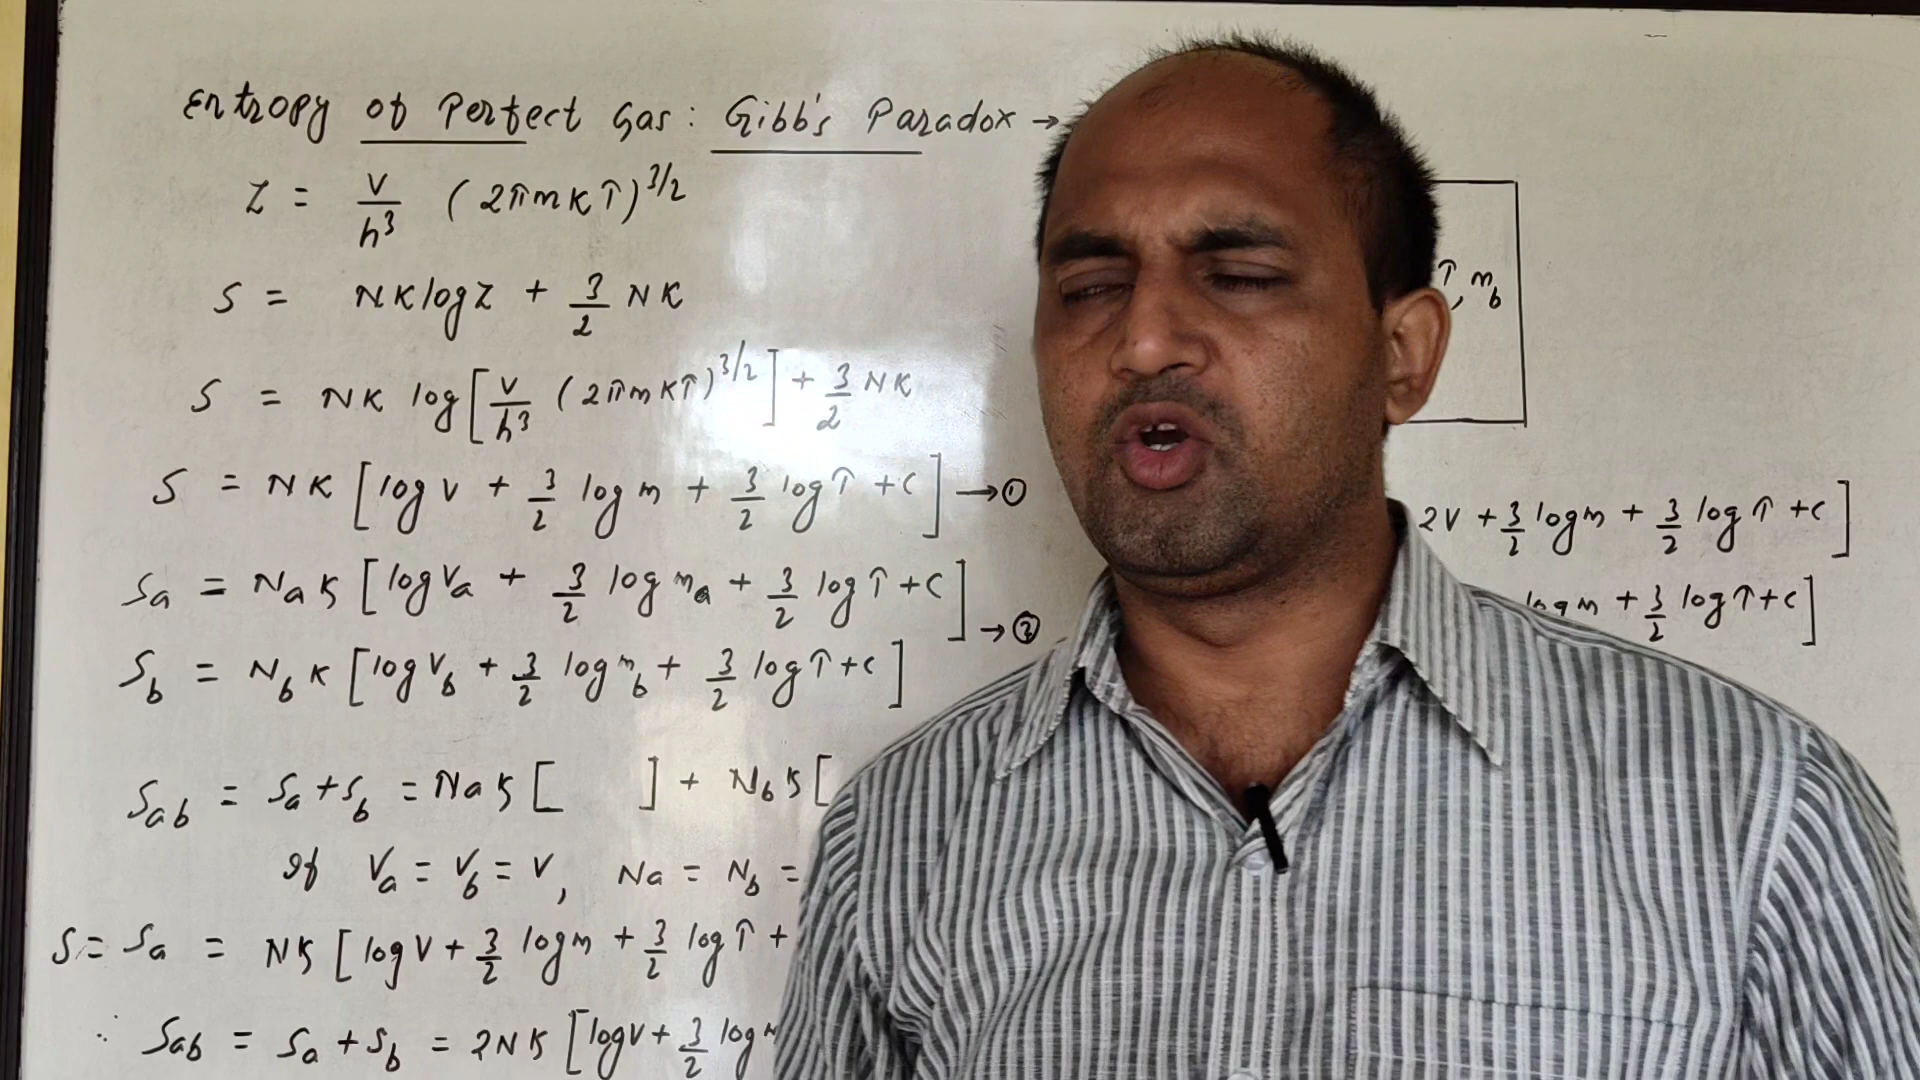 Entropy of Perfect Gas: Gibb's Paradox →
Z = V/h³ (2πmKT)^3/2
S = NK log Z + 3/2 NK
S = NK log [V/h³ (2πmKT)^3/2] + 3/2 NK
S = NK [log V + 3/2 log m + 3/2 log T + C] → ①
Sa = NaK [log Va + 3/2 log ma + 3/2 log T + C]
→ ②
Sb = NbK [log Vb + 3/2 log mb + 3/2 log T + C]
Sab = Sa + Sb = NaK [ ] + NbK [
If Va = Vb = V, Na = Nb =
S = Sa = NK [log V + 3/2 log m + 3/2 log T +
∴ Sab = Sa + Sb = 2NK [log V + 3/2 log m
T, mb
2V + 3/2 log m + 3/2 log T + C]
log m + 3/2 log T + C]